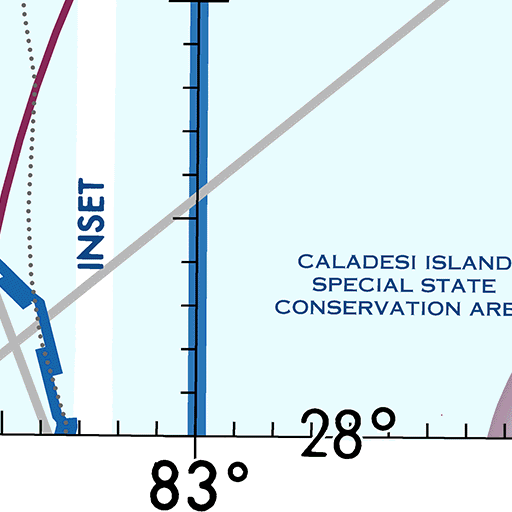 INSET
CALADESI ISLAND
SPECIAL STATE
CONSERVATION ARE
28°
83°